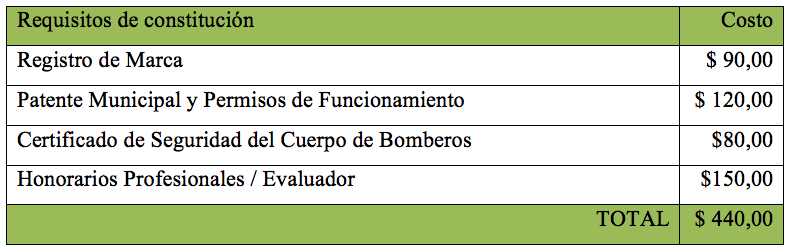 Requisitos de constitución Costo
Registro de Marca $ 90,00
Patente Municipal y Permisos de Funcionamiento $ 120,00
Certificado de Seguridad del Cuerpo de Bomberos $80,00
Honorarios Profesionales / Evaluador $150,00
TOTAL $ 440,00